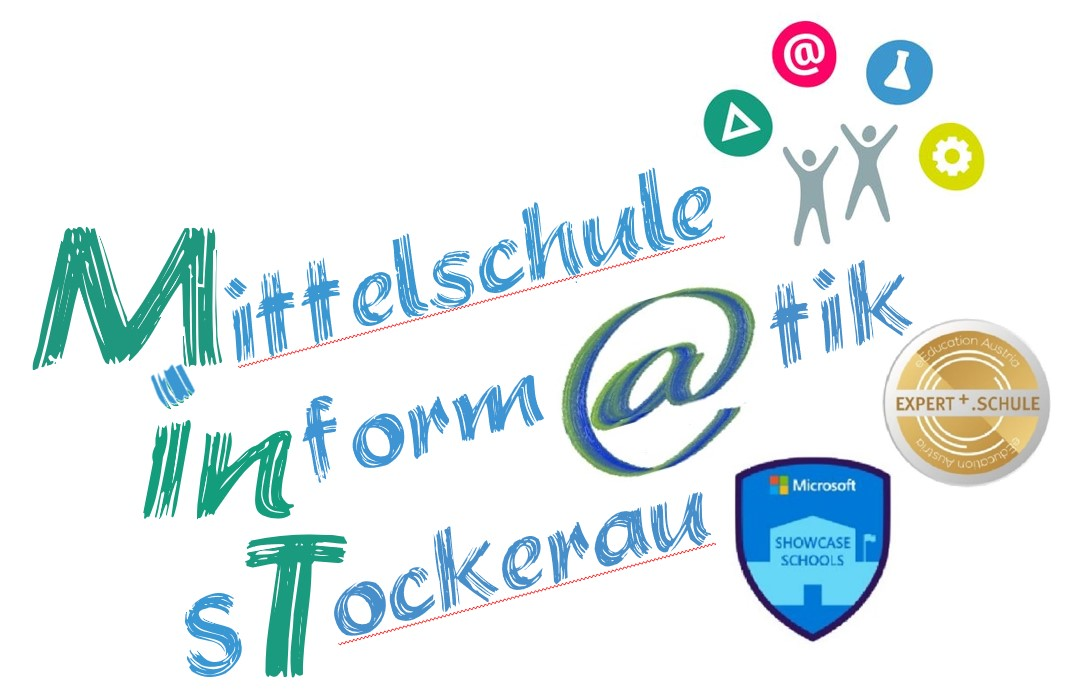 @
Mittelschule
inform@tik
sTockerau
eEducation Austria
EXPERT+.SCHULE
eEducation Austria
Microsoft
SHOWCASE
SCHOOLS